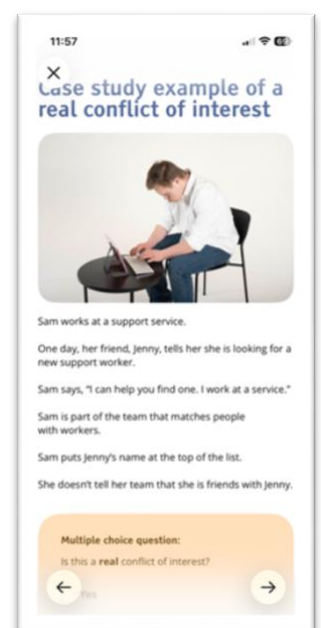 11:57
69
Case study example of a
real conflict of interest
Sam works at a support service.
One day, her friend, Jenny, tells her she is looking for a
new support worker.
Sam says, "I can help you find one. I work at a service."
Sam is part of the team that matches people
with workers.
Sam puts Jenny's name at the top of the list.
She doesn't tell her team that she is friends with Jenny.
Multiple choice question:
Is this a real conflict of interest?
Yes